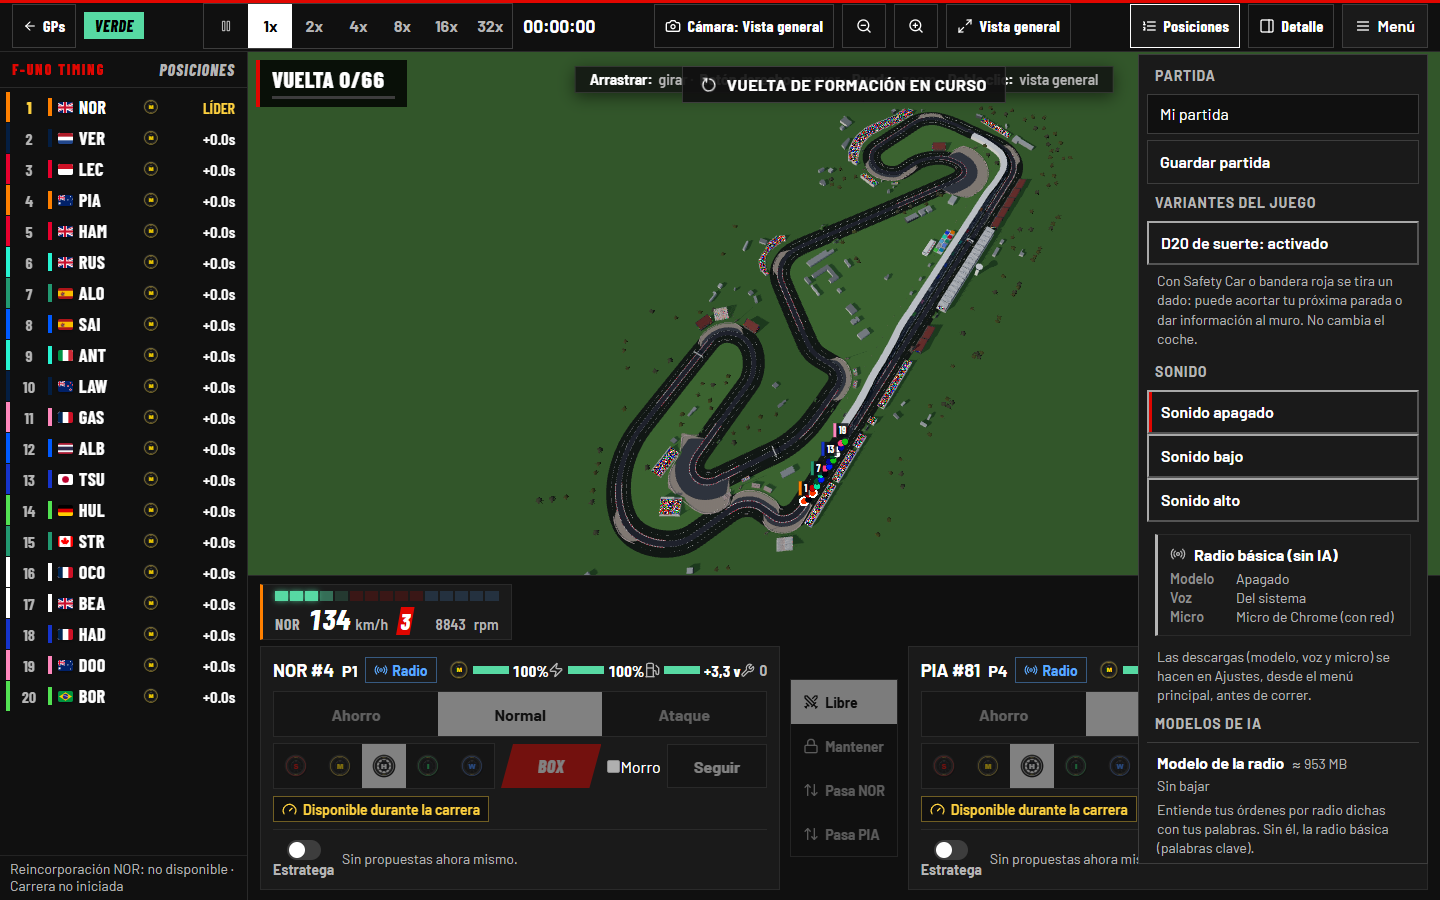 GPs
VERDE
1x
2x
4x
8x
16x
32x
00:00:00
Cámara: Vista general
Vista general
Posiciones
Detalle
Menú
F-UNO TIMING
POSICIONES
1 NOR M LÍDER
2 VER M +0.0s
3 LEC M +0.0s
4 PIA M +0.0s
5 HAM M +0.0s
6 RUS M +0.0s
7 ALO M +0.0s
8 SAI M +0.0s
9 ANT M +0.0s
10 LAW M +0.0s
11 GAS M +0.0s
12 ALB M +0.0s
13 TSU M +0.0s
14 HUL M +0.0s
15 STR M +0.0s
16 OCO M +0.0s
17 BEA M +0.0s
18 HAD M +0.0s
19 DOO M +0.0s
20 BOR M +0.0s
Reincorporación NOR: no disponible ·
Carrera no iniciada
VUELTA 0/66
Arrastrar: gira
: vista general
VUELTA DE FORMACIÓN EN CURSO
19
13
7
1
NOR 134 km/h 3 8843 rpm
NOR #4 P1 Radio M 100% 100% +3,3 v 0
Ahorro
Normal
Ataque
S M H I W
BOX
Morro
Seguir
Disponible durante la carrera
Estratega
Sin propuestas ahora mismo.
Libre
Mantener
Pasa NOR
Pasa PIA
PIA #81 P4 Radio M
Ahorro
S M H I W
Disponible durante la carrera
Estratega
Sin propuestas ahora mis
PARTIDA
Mi partida
Guardar partida
VARIANTES DEL JUEGO
D20 de suerte: activado
Con Safety Car o bandera roja se tira un
dado: puede acortar tu próxima parada o
dar información al muro. No cambia el
coche.
SONIDO
Sonido apagado
Sonido bajo
Sonido alto
Radio básica (sin IA)
Modelo Apagado
Voz Del sistema
Micro Micro de Chrome (con red)
Las descargas (modelo, voz y micro) se
hacen en Ajustes, desde el menú
principal, antes de correr.
MODELOS DE IA
Modelo de la radio ≈ 953 MB
Sin bajar
Entiende tus órdenes por radio dichas
con tus palabras. Sin él, la radio básica
(palabras clave).